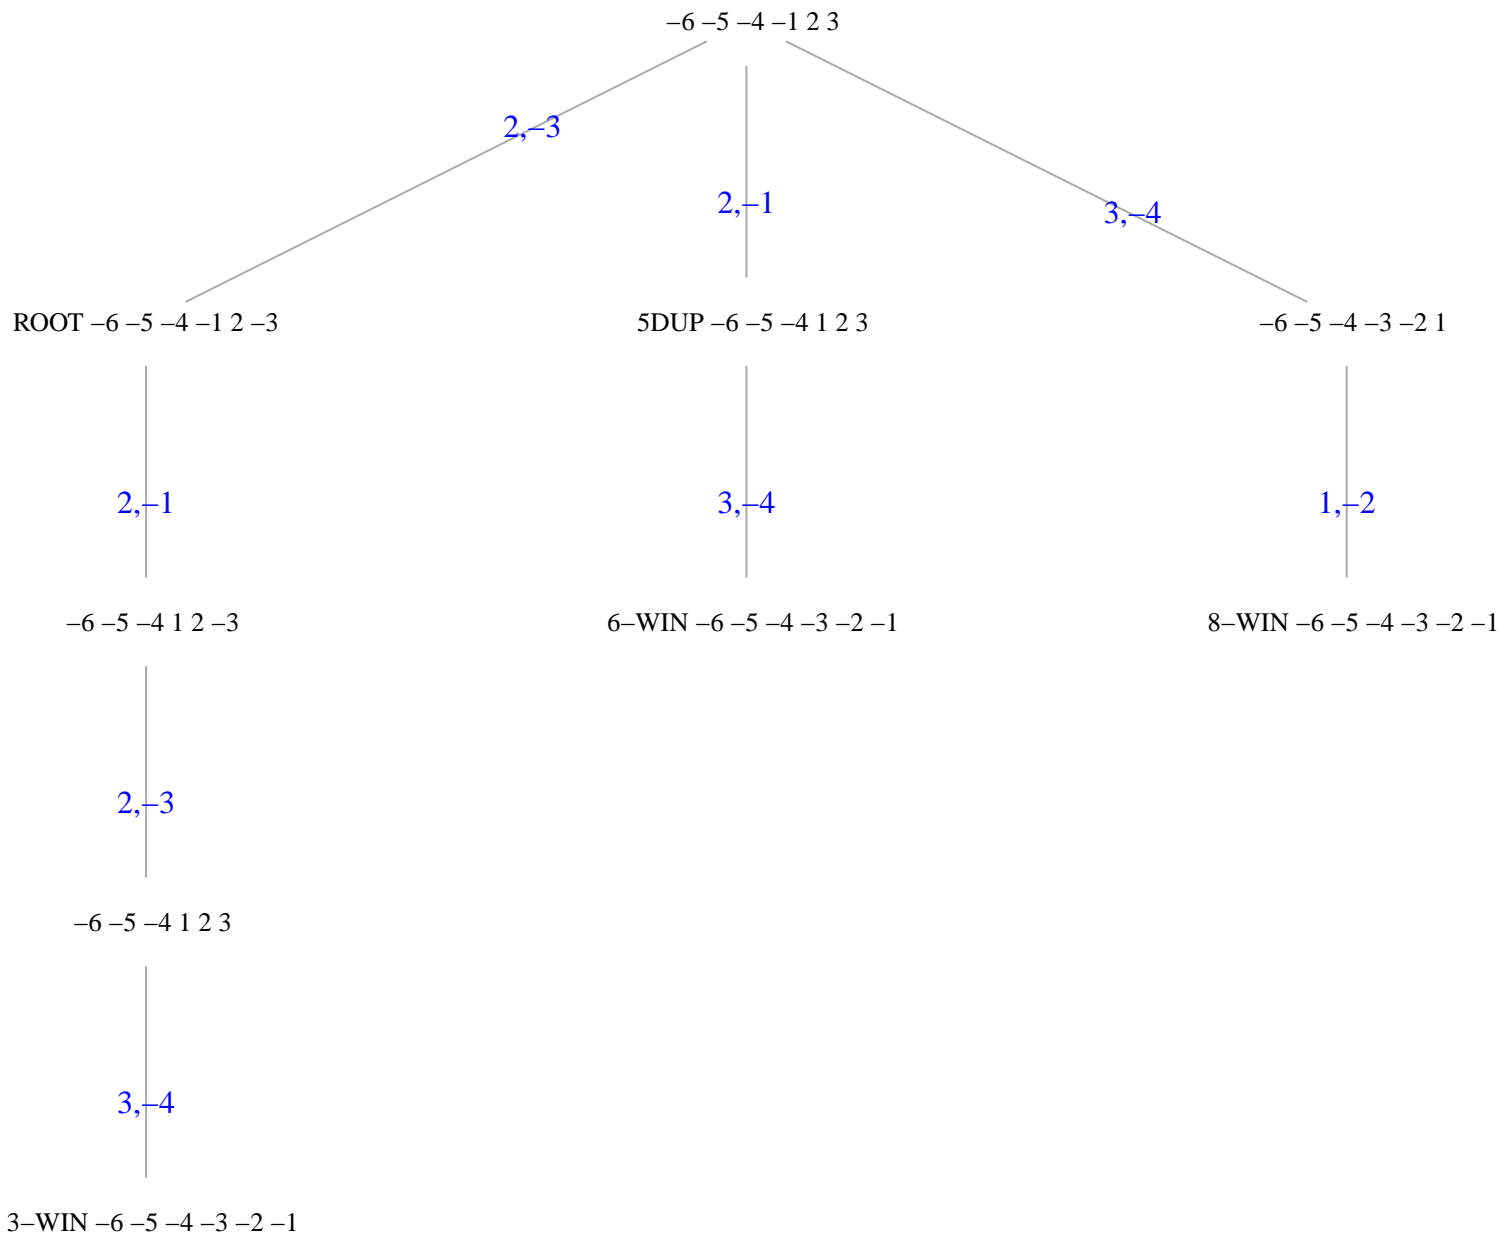 –6 –5 –4 –1 2 3
2,–3
2,–1
3,–4
ROOT –6 –5 –4 –1 2 –3
5DUP –6 –5 –4 1 2 3
–6 –5 –4 –3 –2 1
2,–1
3,–4
1,–2
–6 –5 –4 1 2 –3
6–WIN –6 –5 –4 –3 –2 –1
8–WIN –6 –5 –4 –3 –2 –1
2,–3
–6 –5 –4 1 2 3
3,–4
3–WIN –6 –5 –4 –3 –2 –1